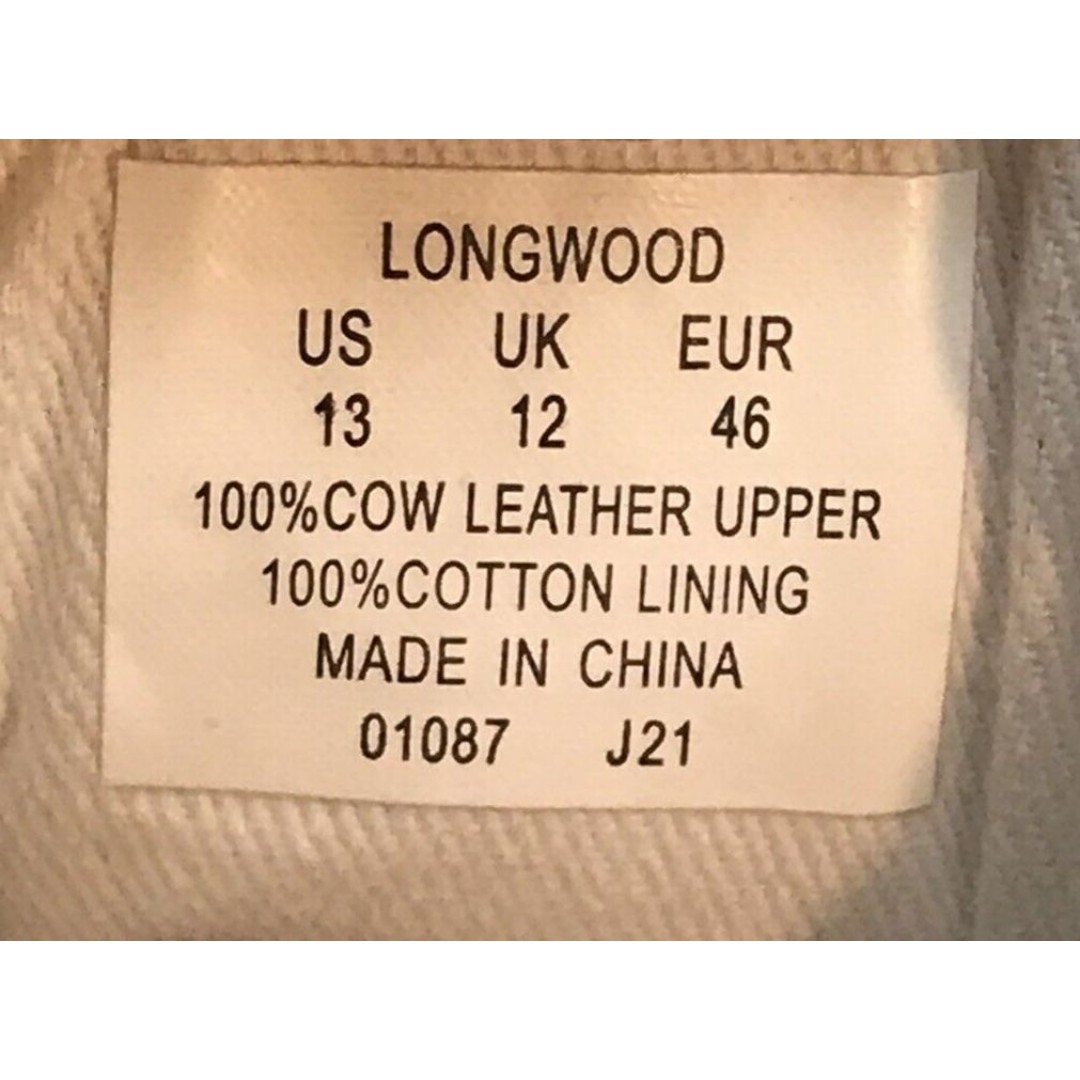 LONGWOOD
US UK EUR
13 12 46
100%COW LEATHER UPPER
100%COTTON LINING
MADE IN CHINA
01087 J21